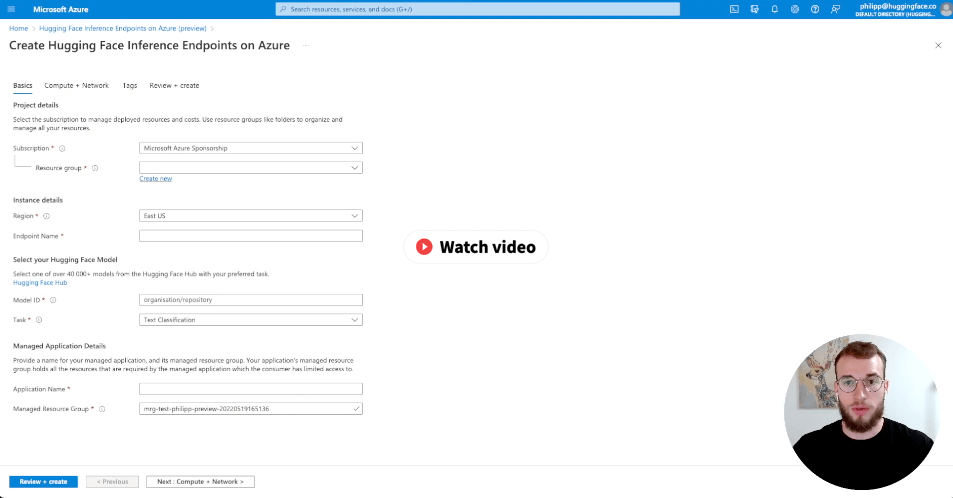 Microsoft Azure
Search resources, services, and docs (G+/)
philipp@huggingface.co
DEFAULT DIRECTORY (HUGGING...
Home > Hugging Face Inference Endpoints on Azure (preview) >
Create Hugging Face Inference Endpoints on Azure ...
Basics Compute + Network Tags Review + create
Project details
Select the subscription to manage deployed resources and costs. Use resource groups like folders to organize and
manage all your resources.
Subscription * Microsoft Azure Sponsorship
Resource group *
Create new
Instance details
Region * East US
Endpoint Name *
Watch video
Select your Hugging Face Model
Select one of over 40 000+ models from the Hugging Face Hub with your preferred task.
Hugging Face Hub
Model ID * organisation/repository
Task * Text Classification
Managed Application Details
Provide a name for your managed application, and its managed resource group. Your application's managed resource
group holds all the resources that are required by the managed application which the consumer has limited access to.
Application Name *
Managed Resource Group * mrg-test-philipp-preview-20220519165136
Review + create < Previous Next : Compute + Network >